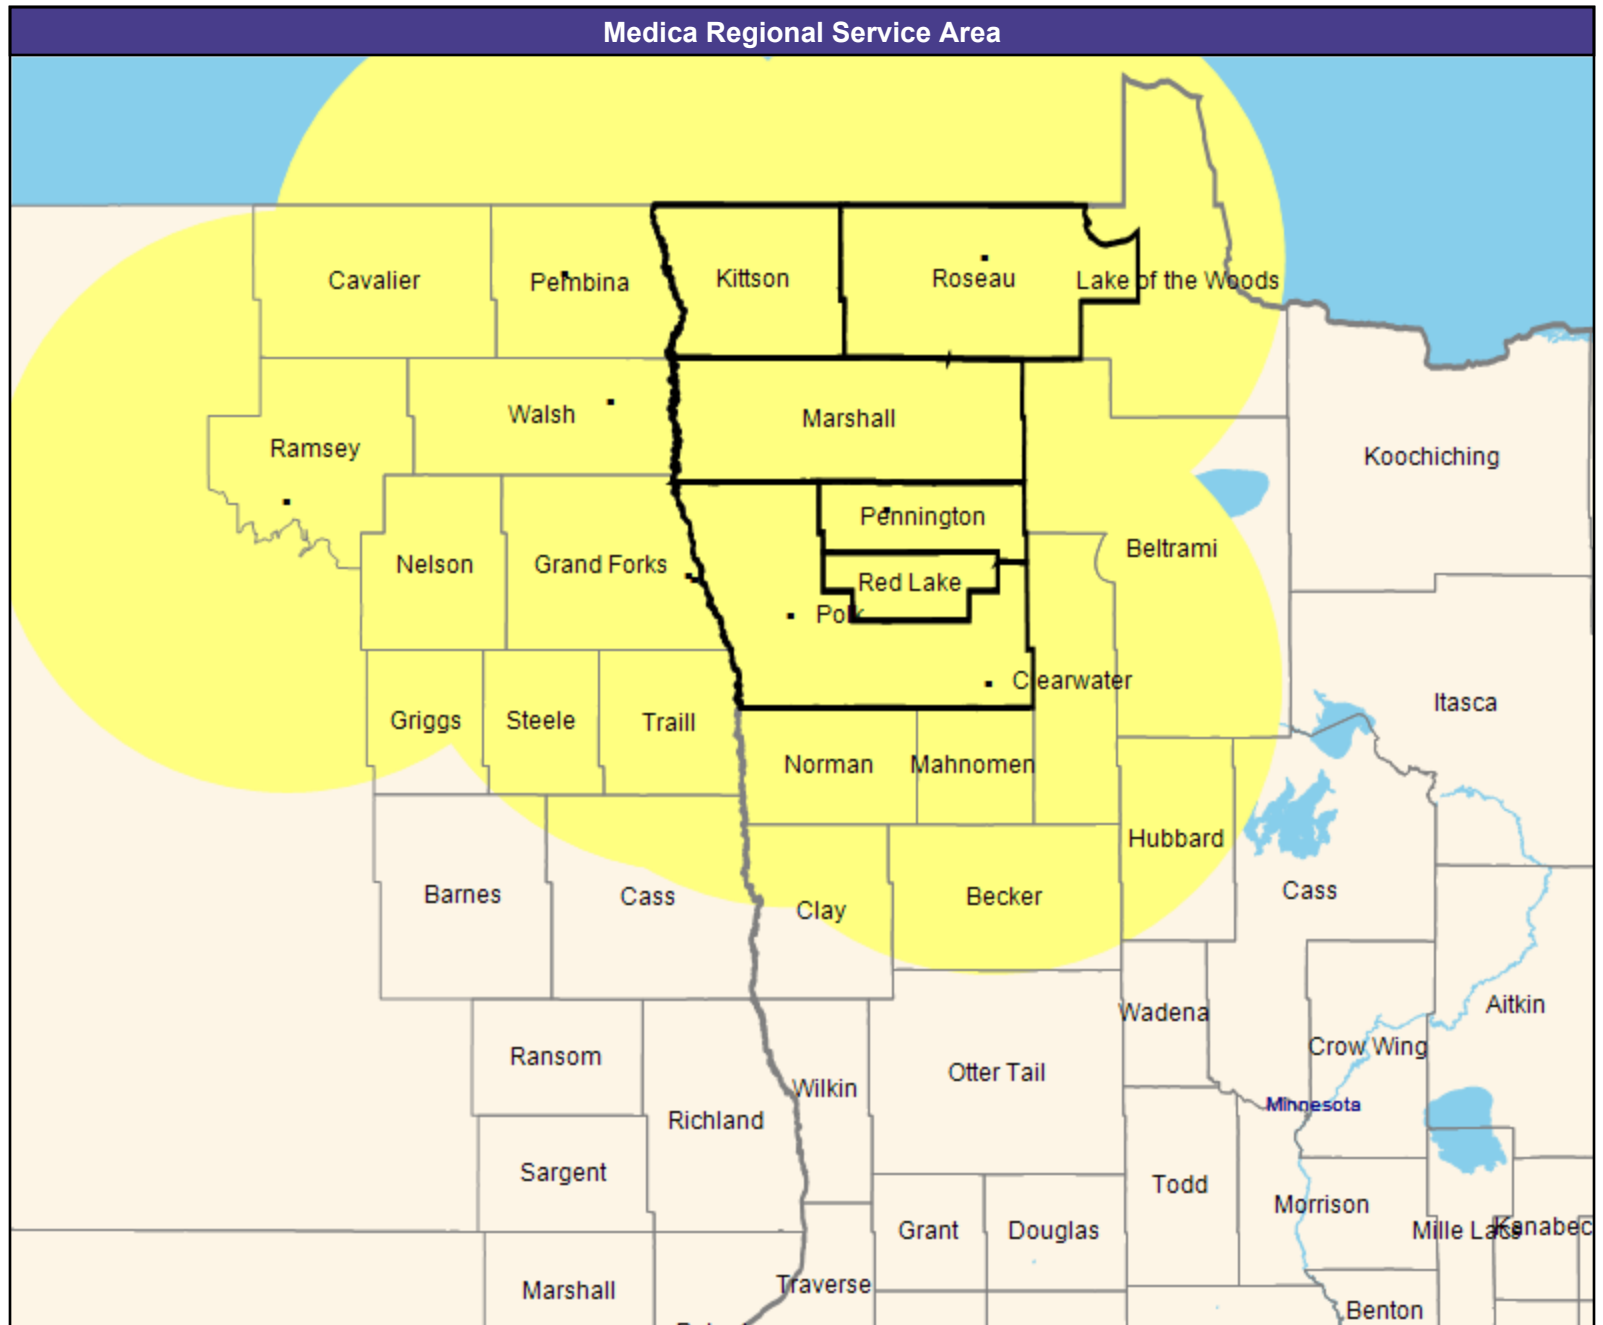 Medica Regional Service Area
Cavalier
Pembina
Kittson
Roseau
Lake of the Woods
Walsh
Marshall
Ramsey
Koochiching
Pennington
Beltrami
Nelson
Grand Forks
Red Lake
Polk
Clearwater
Itasca
Griggs
Steele
Traill
Norman
Mahnomen
Hubbard
Barnes
Cass
Clay
Becker
Cass
Aitkin
Wadena
Crow Wing
Ransom
Otter Tail
Wilkin
Minnesota
Richland
Sargent
Todd
Morrison
Grant
Douglas
Mille Lacs
Kanabec
Marshall
Traverse
Benton